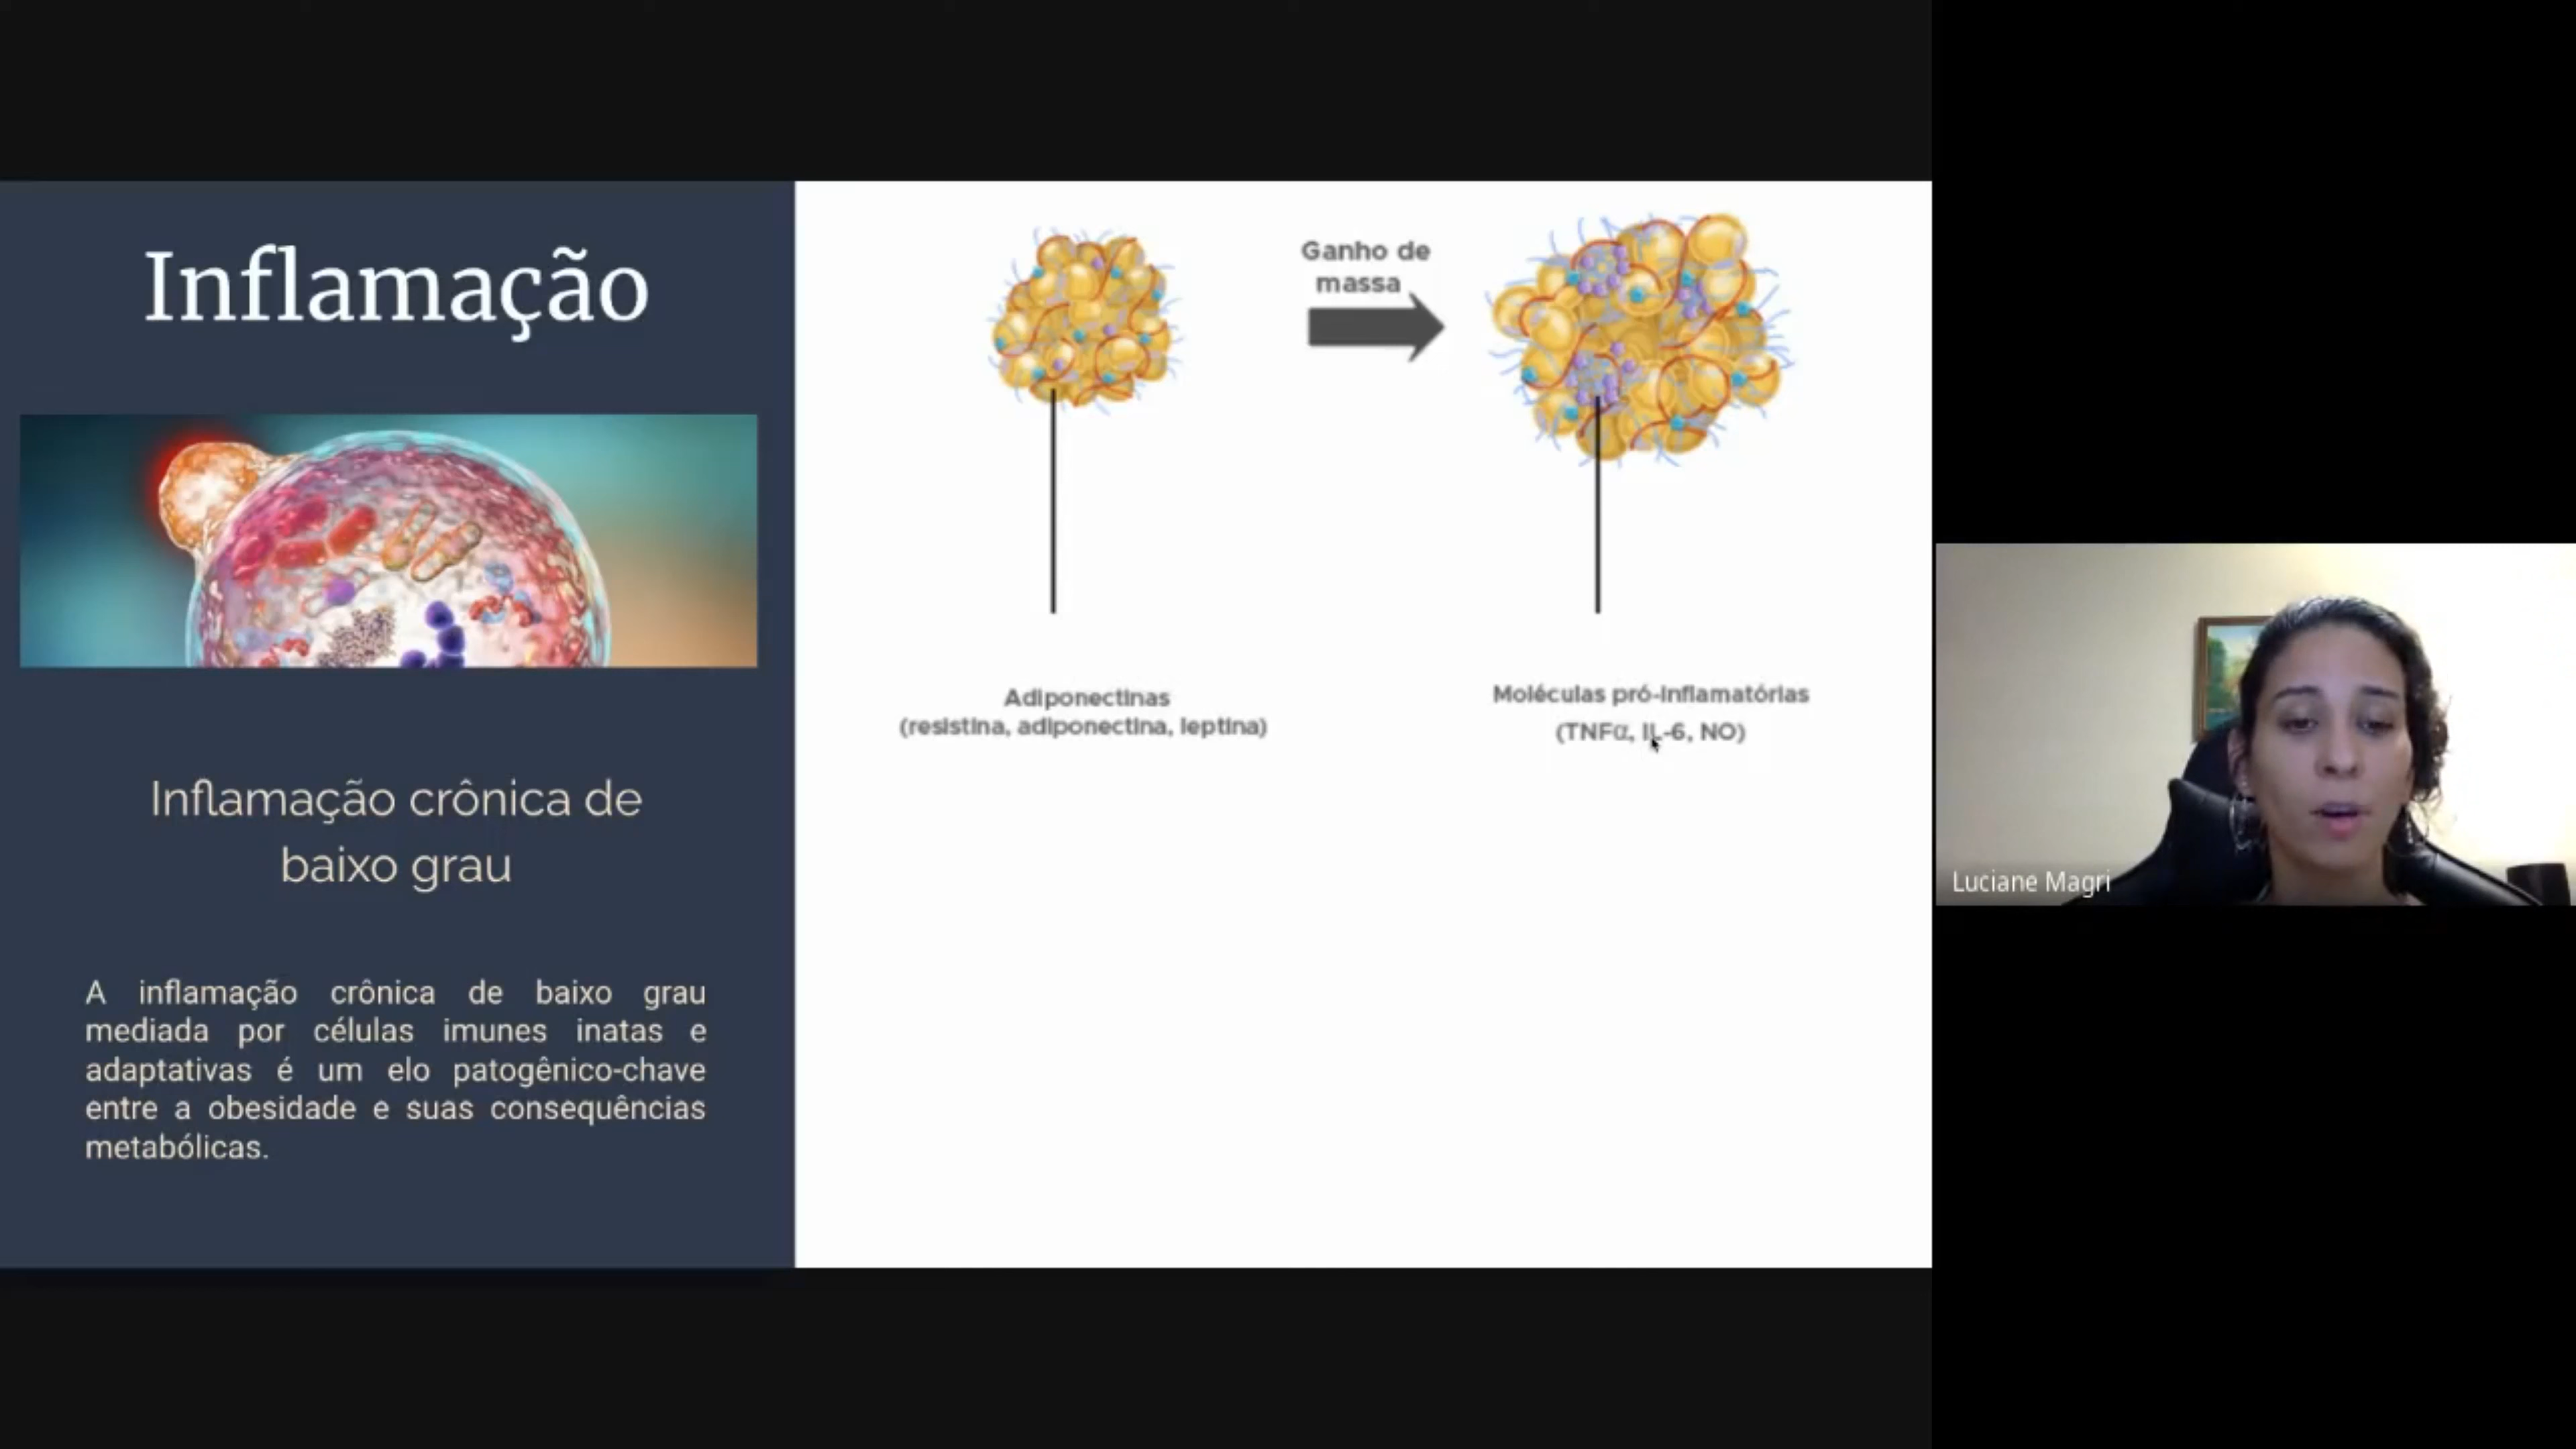 Inflamação
Inflamação crônica de
baixo grau
A inflamação crônica de baixo grau
mediada por células imunes inatas e
adaptativas é um elo patogênico-chave
entre a obesidade e suas consequências
metabólicas.
Ganho de
massa
Adiponectinas
(resistina, adiponectina, leptina)
Moléculas pró-inflamatórias
(TNFα, IL-6, NO)
Luciane Magri